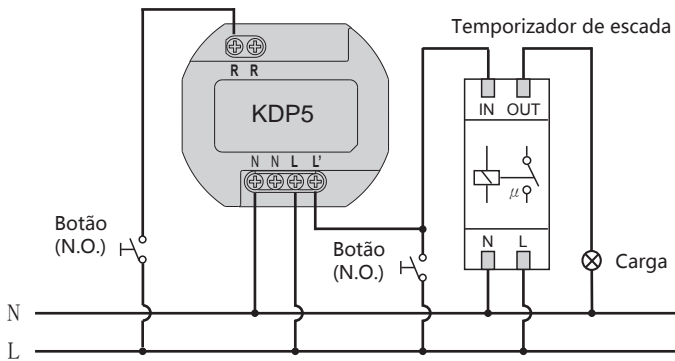 Temporizador de escada
R R
IN OUT
KDP5
N N L L'
μ
Botão
(N.O.)
Botão
(N.O.)
N L
Carga
N
L